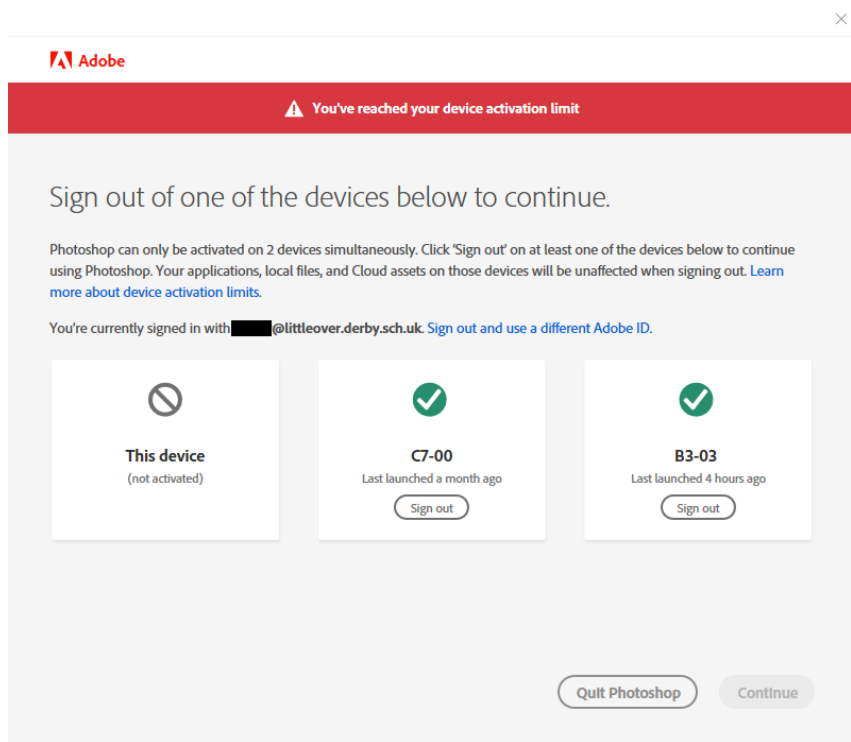 Adobe
You've reached your device activation limit
Sign out of one of the devices below to continue.
Photoshop can only be activated on 2 devices simultaneously. Click 'Sign out' on at least one of the devices below to continue
using Photoshop. Your applications, local files, and Cloud assets on those devices will be unaffected when signing out. Learn
more about device activation limits.
You're currently signed in with @littleover.derby.sch.uk. Sign out and use a different Adobe ID.
This device
(not activated)
C7-00
Last launched a month ago
Sign out
B3-03
Last launched 4 hours ago
Sign out
Quit Photoshop
Continue